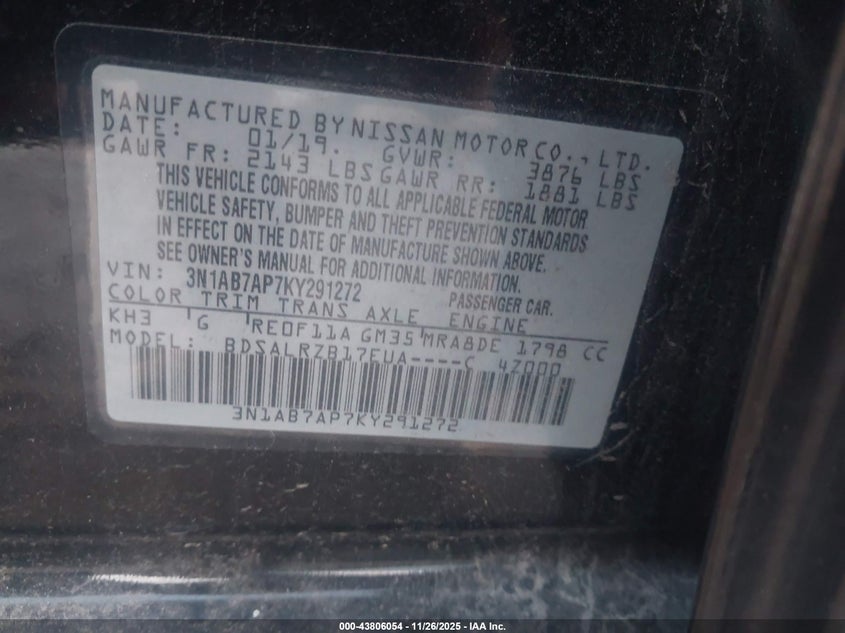 MANUFACTURED BY NISSAN MOTOR CO., LTD.
DATE: 01/19. GVWR: 3876 LBS
GAWR FR: 2143 LBS GAWR RR: 1881 LBS
THIS VEHICLE CONFORMS TO ALL APPLICABLE FEDERAL MOTOR
VEHICLE SAFETY, BUMPER AND THEFT PREVENTION STANDARDS
IN EFFECT ON THE DATE OF MANUFACTURE SHOWN ABOVE.
SEE OWNER'S MANUAL FOR ADDITIONAL INFORMATION.
VIN: 3N1AB7AP7KY291272 PASSENGER CAR.
COLOR TRIM TRANS AXLE ENGINE
KH3 G RE0F11A GM35 MRA8DE 1798 CC
MODEL: BDSALRZB17EUA----C 4Z000
3N1AB7AP7KY291272
000-43806054 - 11/26/2025 - IAA Inc.